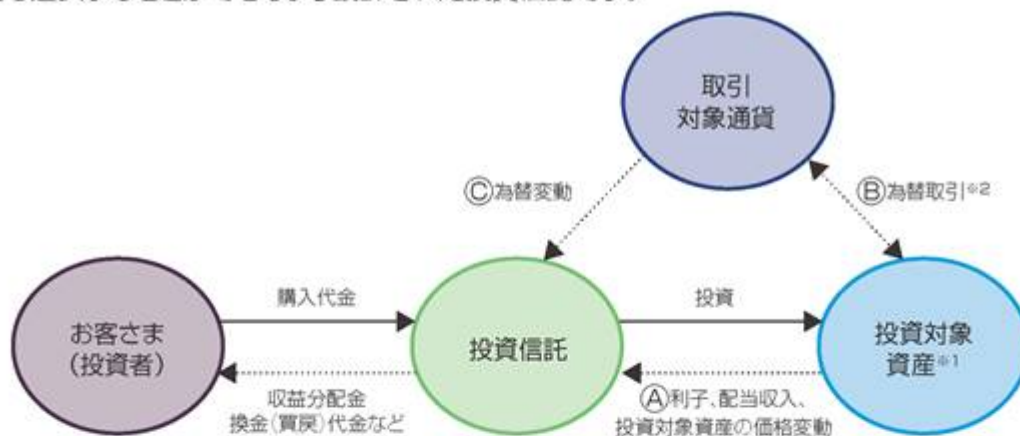 取引
対象通貨
Ⓒ為替変動
Ⓑ為替取引※2
お客さま
（投資者）
購入代金
収益分配金
換金（買戻）代金など
投資信託
投資
Ⓐ利子、配当収入、
投資対象資産の価格変動
投資対象
資産※1